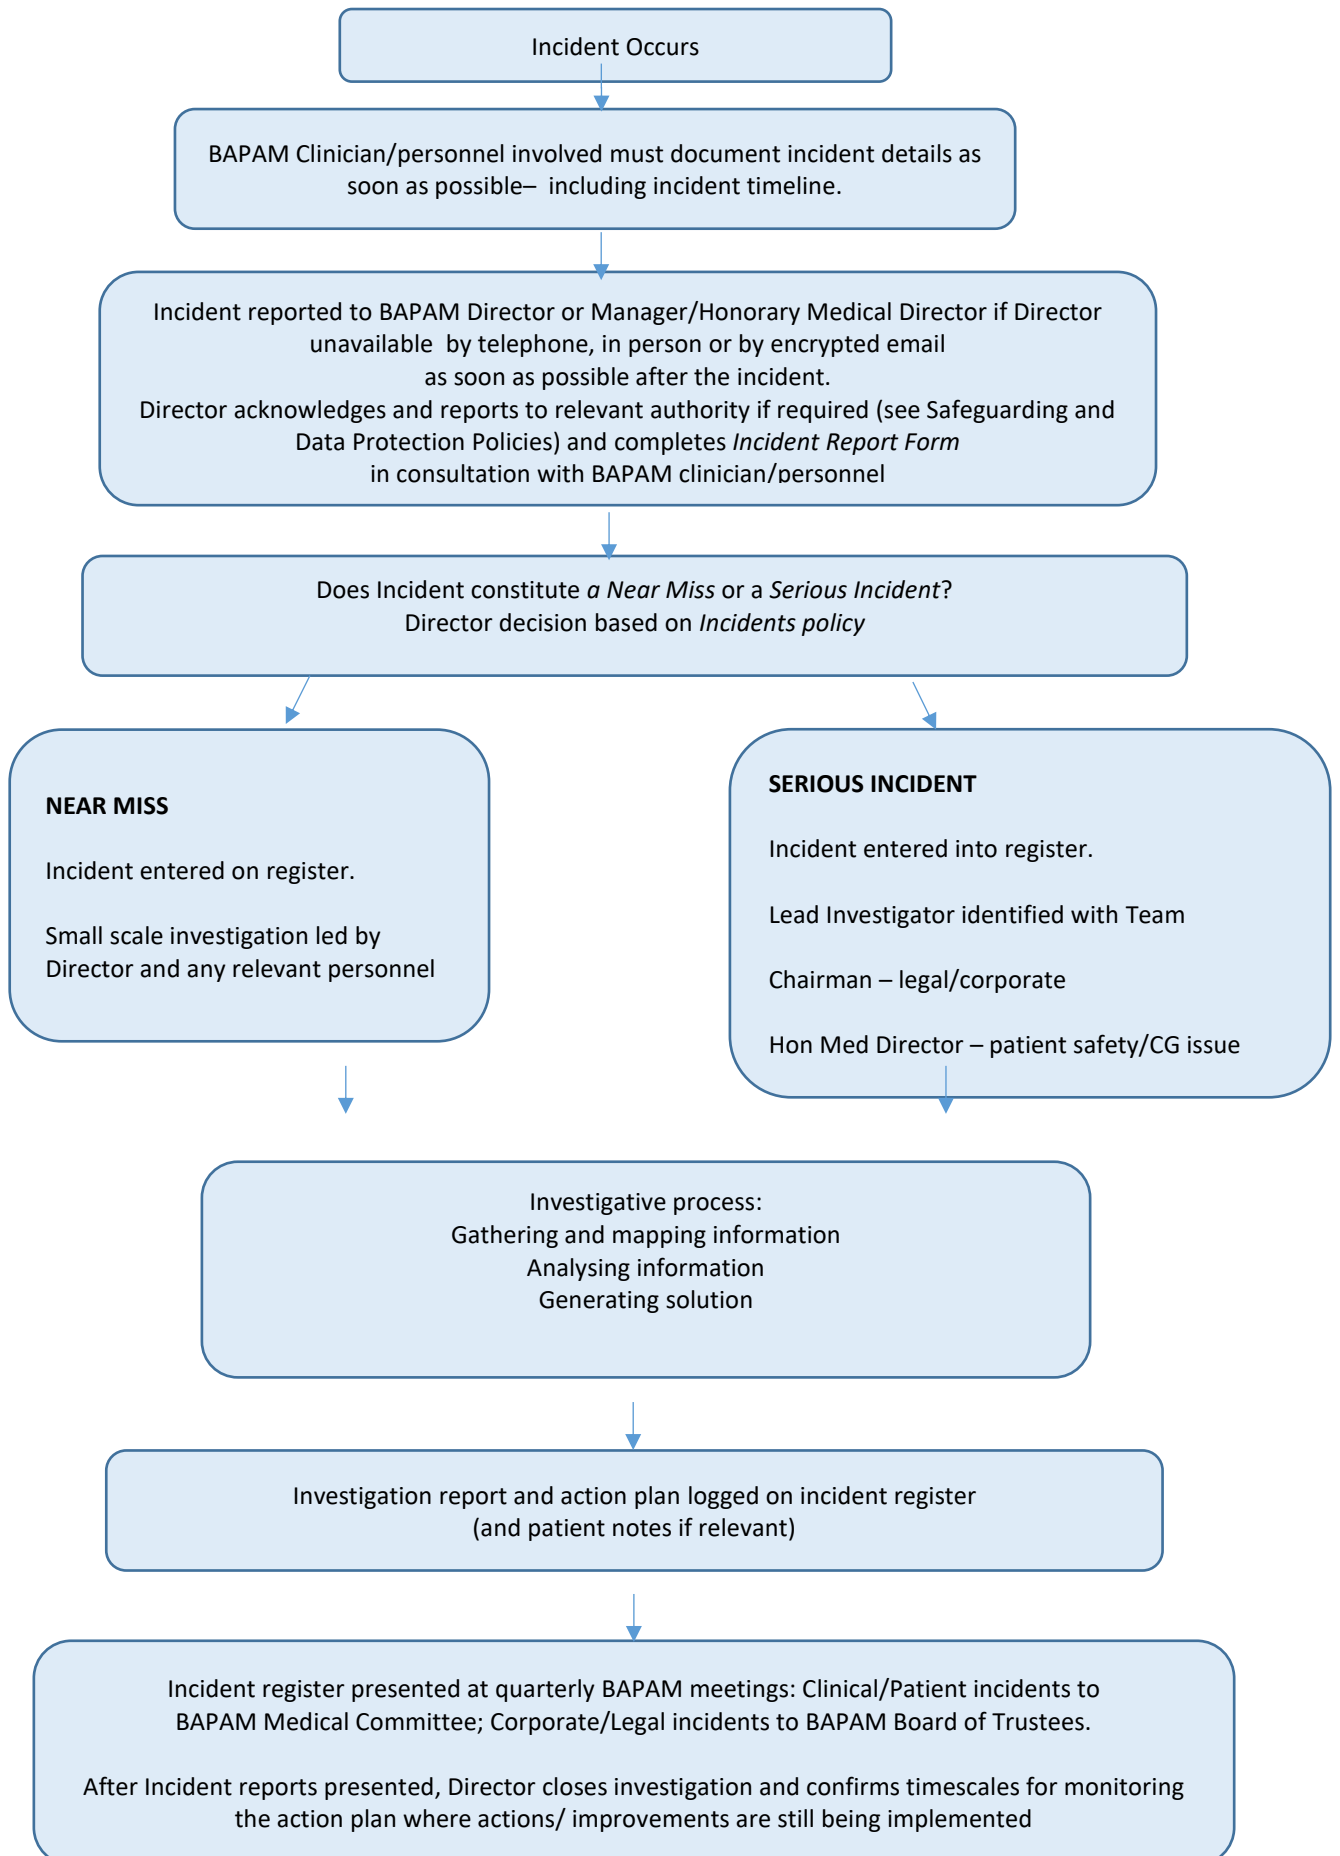 Incident Occurs
BAPAM Clinician/personnel involved must document incident details as
soon as possible– including incident timeline.
Incident reported to BAPAM Director or Manager/Honorary Medical Director if Director
unavailable by telephone, in person or by encrypted email
as soon as possible after the incident.
Director acknowledges and reports to relevant authority if required (see Safeguarding and
Data Protection Policies) and completes Incident Report Form
in consultation with BAPAM clinician/personnel
Does Incident constitute a Near Miss or a Serious Incident?
Director decision based on Incidents policy
NEAR MISS
Incident entered on register.
Small scale investigation led by
Director and any relevant personnel
SERIOUS INCIDENT
Incident entered into register.
Lead Investigator identified with Team
Chairman – legal/corporate
Hon Med Director – patient safety/CG issue
Investigative process:
Gathering and mapping information
Analysing information
Generating solution
Investigation report and action plan logged on incident register
(and patient notes if relevant)
Incident register presented at quarterly BAPAM meetings: Clinical/Patient incidents to
BAPAM Medical Committee; Corporate/Legal incidents to BAPAM Board of Trustees.
After Incident reports presented, Director closes investigation and confirms timescales for monitoring
the action plan where actions/ improvements are still being implemented